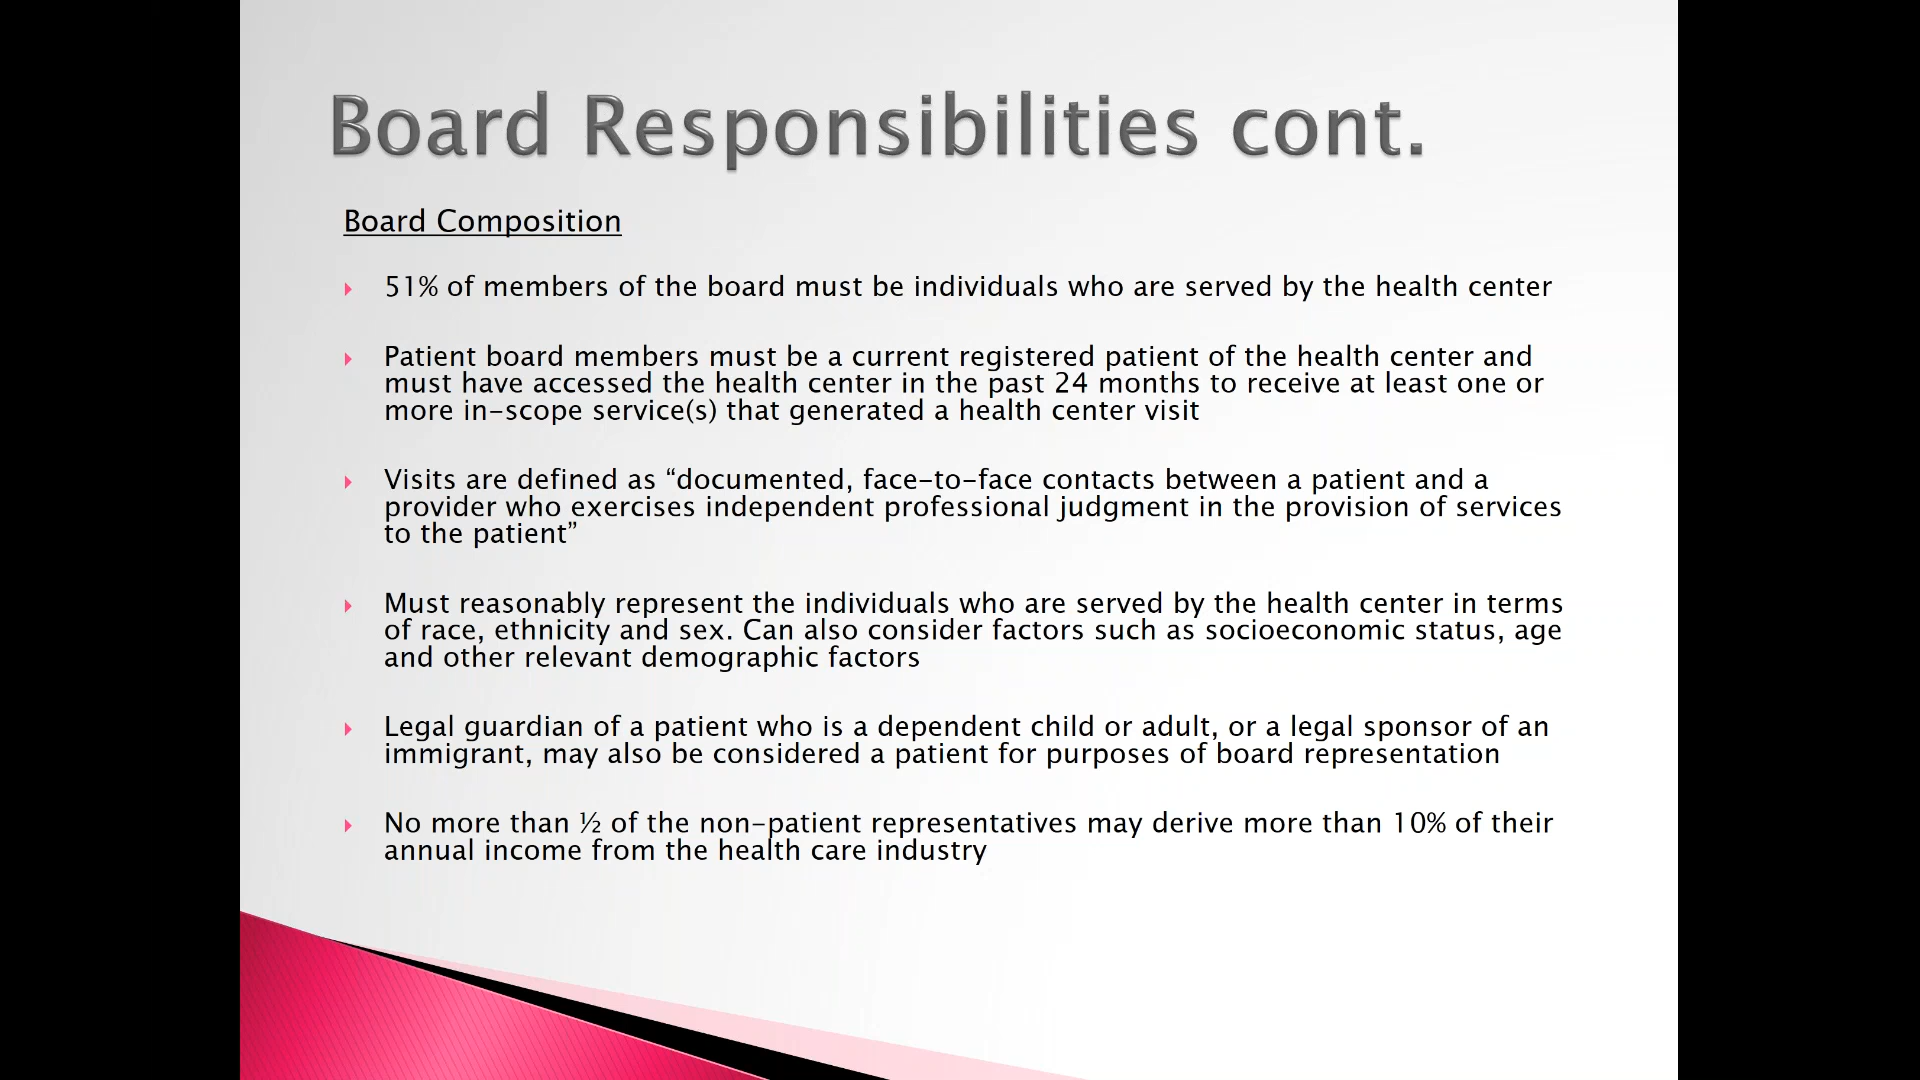 Board Responsibilities cont.
Board Composition
51% of members of the board must be individuals who are served by the health center
Patient board members must be a current registered patient of the health center and
must have accessed the health center in the past 24 months to receive at least one or
more in-scope service(s) that generated a health center visit
Visits are defined as “documented, face-to-face contacts between a patient and a
provider who exercises independent professional judgment in the provision of services
to the patient”
Must reasonably represent the individuals who are served by the health center in terms
of race, ethnicity and sex. Can also consider factors such as socioeconomic status, age
and other relevant demographic factors
Legal guardian of a patient who is a dependent child or adult, or a legal sponsor of an
immigrant, may also be considered a patient for purposes of board representation
No more than ½ of the non-patient representatives may derive more than 10% of their
annual income from the health care industry